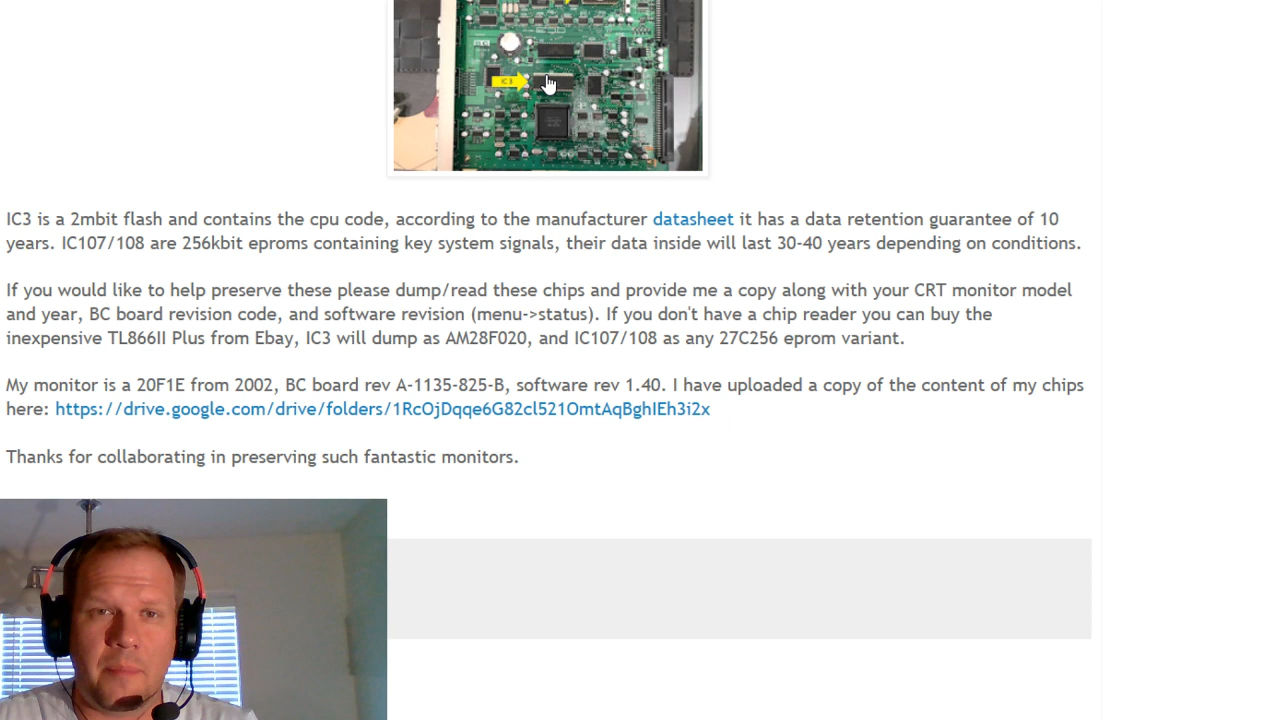 IC3
IC3 is a 2mbit flash and contains the cpu code, according to the manufacturer datasheet it has a data retention guarantee of 10
years. IC107/108 are 256kbit eproms containing key system signals, their data inside will last 30-40 years depending on conditions.
If you would like to help preserve these please dump/read these chips and provide me a copy along with your CRT monitor model
and year, BC board revision code, and software revision (menu->status). If you don't have a chip reader you can buy the
inexpensive TL866II Plus from Ebay, IC3 will dump as AM28F020, and IC107/108 as any 27C256 eprom variant.
My monitor is a 20F1E from 2002, BC board rev A-1135-825-B, software rev 1.40. I have uploaded a copy of the content of my chips
here: https://drive.google.com/drive/folders/1RcOjDqqe6G82cl521OmtAqBghIEh3i2x
Thanks for collaborating in preserving such fantastic monitors.